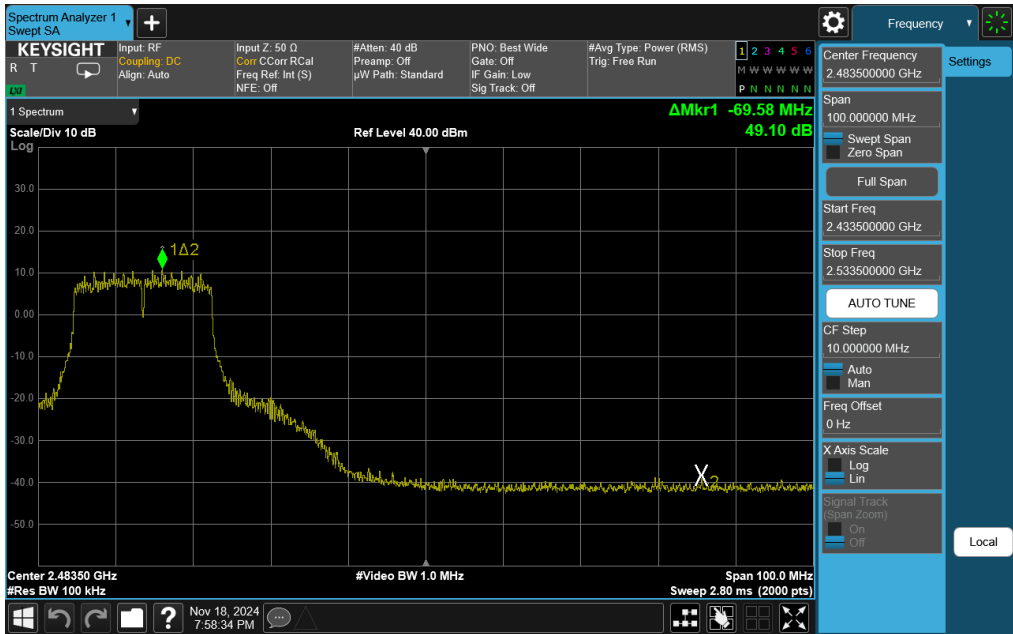 Spectrum Analyzer 1
Swept SA
Frequency
KEYSIGHT
R T
LXI
Input: RF
Coupling: DC
Align: Auto
Input Z: 50 Ω
Corr CCorr RCal
Freq Ref: Int (S)
NFE: Off
#Atten: 40 dB
Preamp: Off
µW Path: Standard
PNO: Best Wide
Gate: Off
IF Gain: Low
Sig Track: Off
#Avg Type: Power (RMS)
Trig: Free Run
1 2 3 4 5 6
M W W W W W
P N N N N N
1 Spectrum
ΔMkr1 -69.58 MHz
49.10 dB
Scale/Div 10 dB
Ref Level 40.00 dBm
Log
30.0
20.0
10.0
0.00
-10.0
-20.0
-30.0
-40.0
-50.0
1Δ2
X2
Center 2.48350 GHz
#Video BW 1.0 MHz
Span 100.0 MHz
#Res BW 100 kHz
Sweep 2.80 ms (2000 pts)
Nov 18, 2024
7:58:34 PM
Center Frequency
2.483500000 GHz
Settings
Span
100.000000 MHz
Swept Span
Zero Span
Full Span
Start Freq
2.433500000 GHz
Stop Freq
2.533500000 GHz
AUTO TUNE
CF Step
10.000000 MHz
Auto
Man
Freq Offset
0 Hz
X Axis Scale
Log
Lin
Signal Track
(Span Zoom)
On
Off
Local